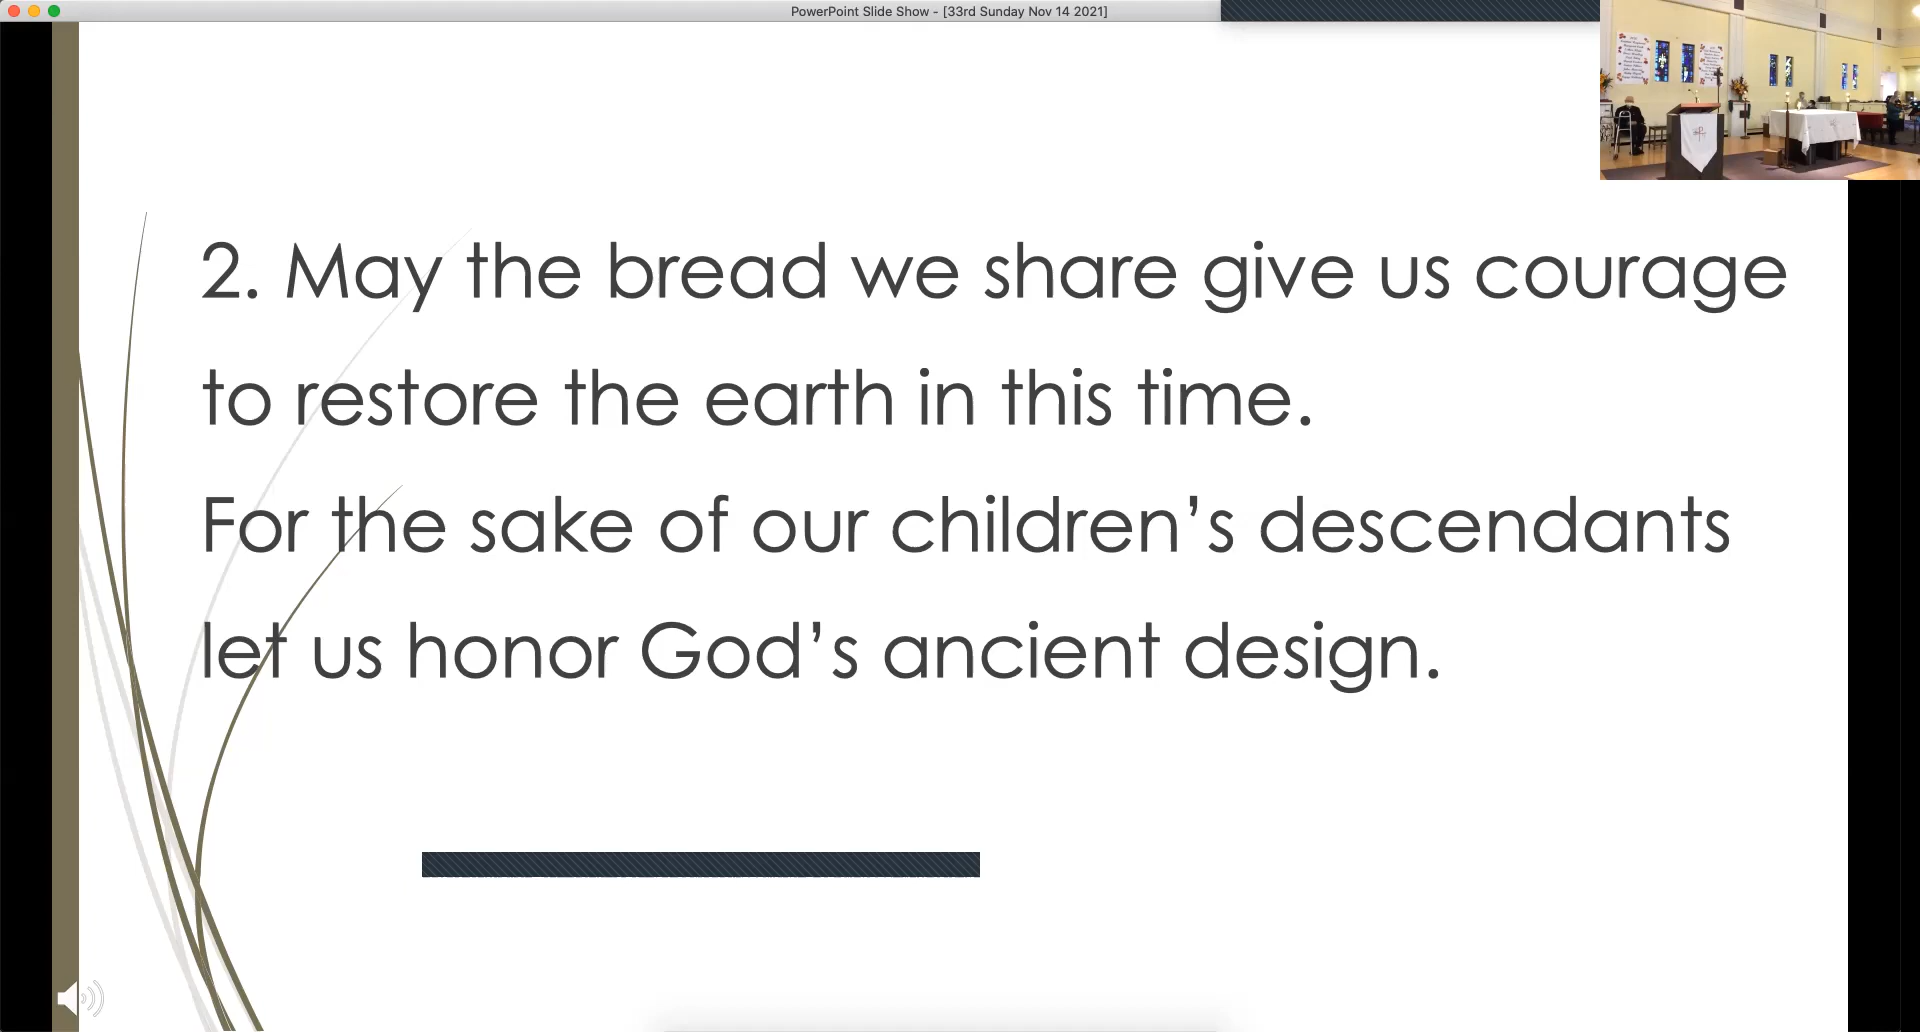 PowerPoint Slide Show - [33rd Sunday Nov 14 2021]
2. May the bread we share give us courage
to restore the earth in this time.
For the sake of our children’s descendants
let us honor God’s ancient design.